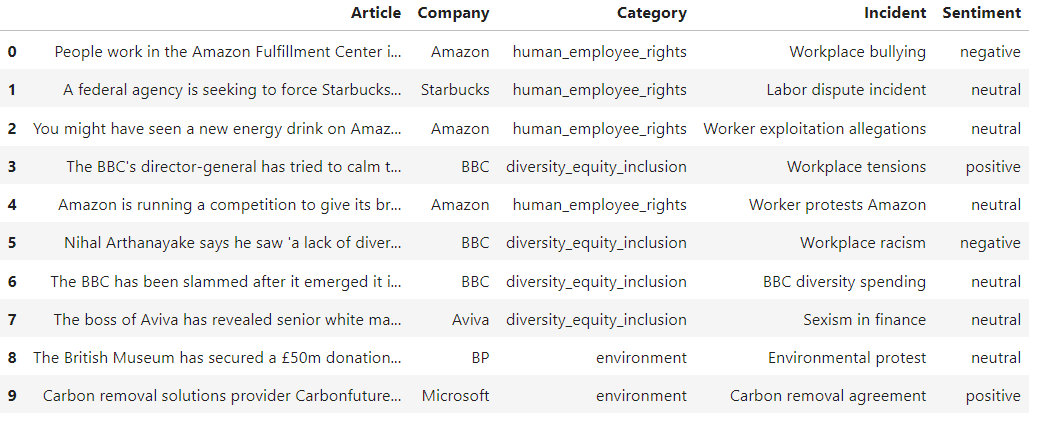 Article Company Category Incident Sentiment
0 People work in the Amazon Fulfillment Center i... Amazon human_employee_rights Workplace bullying negative
1 A federal agency is seeking to force Starbucks... Starbucks human_employee_rights Labor dispute incident neutral
2 You might have seen a new energy drink on Amaz... Amazon human_employee_rights Worker exploitation allegations neutral
3 The BBC's director-general has tried to calm t... BBC diversity_equity_inclusion Workplace tensions positive
4 Amazon is running a competition to give its br... Amazon human_employee_rights Worker protests Amazon neutral
5 Nihal Arthanayake says he saw 'a lack of diver... BBC diversity_equity_inclusion Workplace racism negative
6 The BBC has been slammed after it emerged it i... BBC diversity_equity_inclusion BBC diversity spending neutral
7 The boss of Aviva has revealed senior white ma... Aviva diversity_equity_inclusion Sexism in finance neutral
8 The British Museum has secured a £50m donation... BP environment Environmental protest neutral
9 Carbon removal solutions provider Carbonfuture... Microsoft environment Carbon removal agreement positive